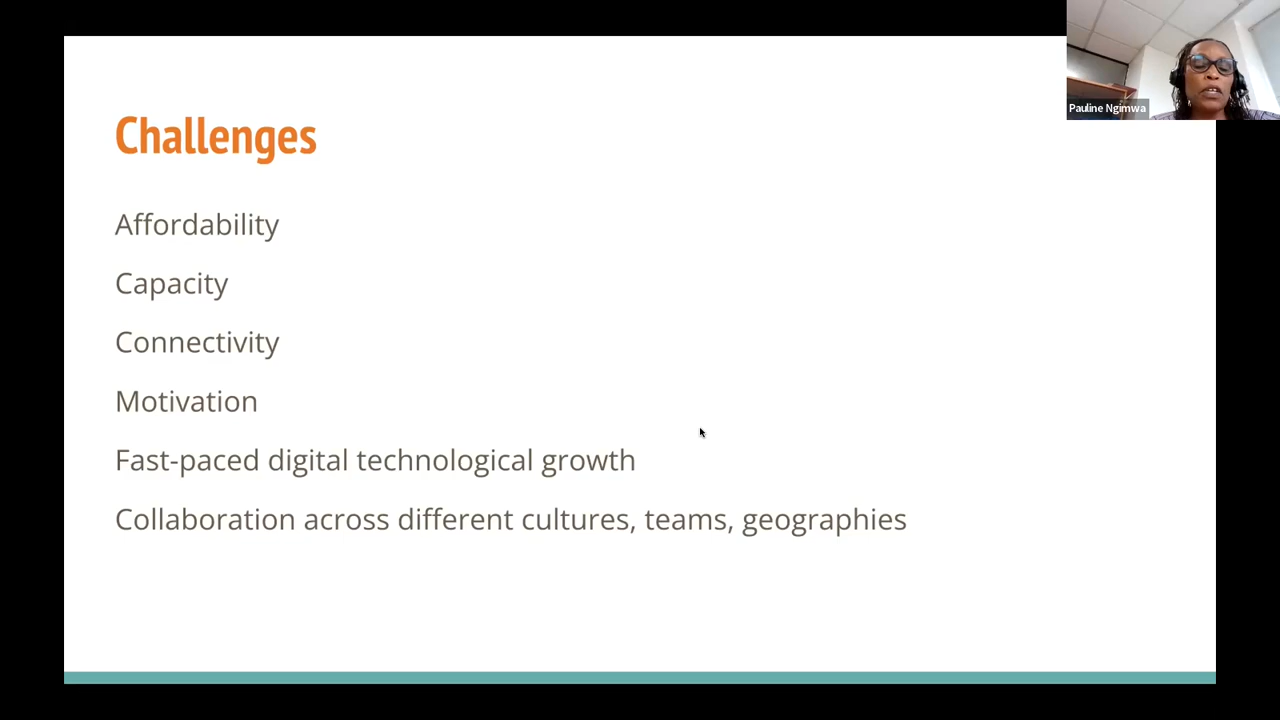 Pauline Ngimwa
Challenges
Affordability
Capacity
Connectivity
Motivation
Fast-paced digital technological growth
Collaboration across different cultures, teams, geographies